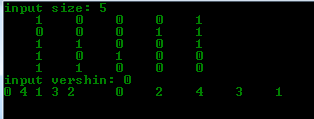 input size: 5
1 0 0 0 1
0 0 0 1 1
1 1 0 0 1
1 0 1 0 0
1 1 0 0 0
input vershin: 0
0 4 1 3 2 0 2 4 3 1